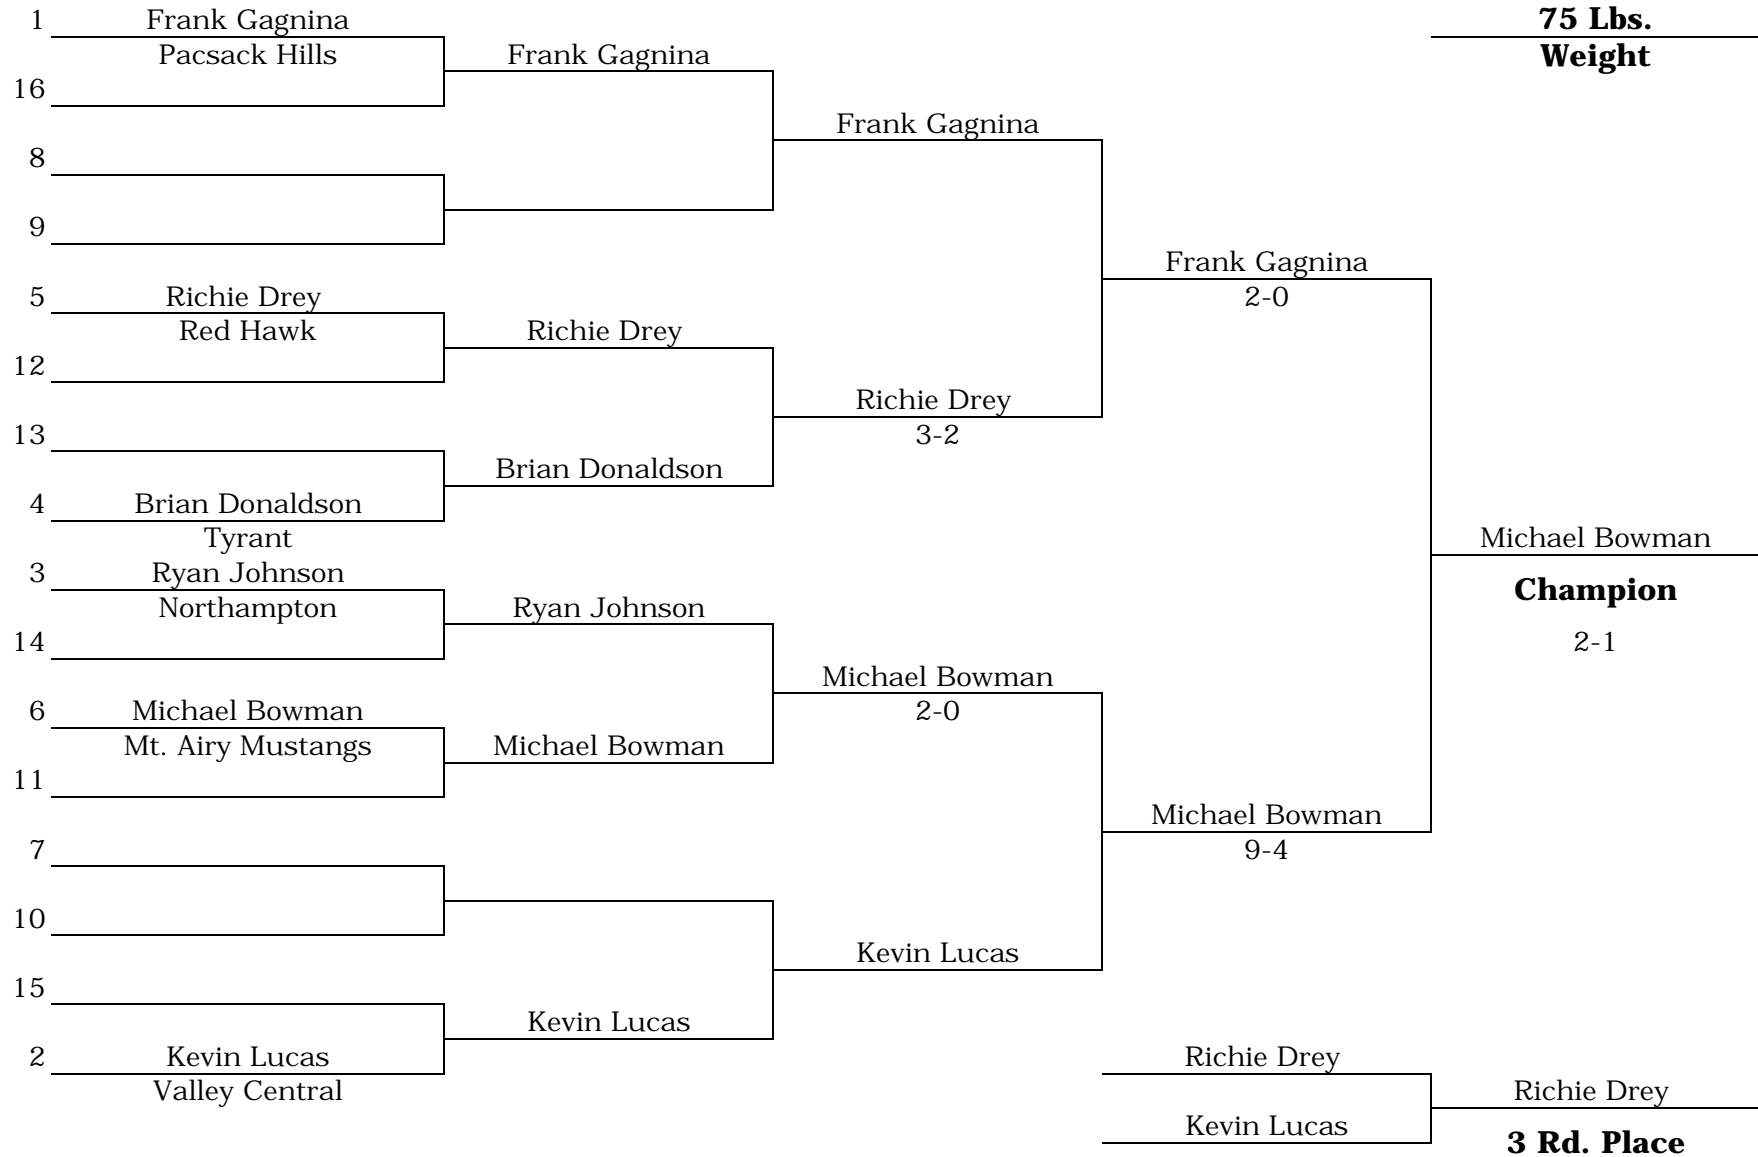 75 Lbs.
Weight
1 Frank Gagnina
Pacsack Hills
Frank Gagnina
16
Frank Gagnina
8
9
Frank Gagnina
2-0
5 Richie Drey
Red Hawk
Richie Drey
12
Richie Drey
3-2
13
Brian Donaldson
4 Brian Donaldson
Tyrant
Michael Bowman
Champion
2-1
3 Ryan Johnson
Northampton
Ryan Johnson
14
Michael Bowman
2-0
6 Michael Bowman
Mt. Airy Mustangs
Michael Bowman
11
Michael Bowman
9-4
7
10
Kevin Lucas
15
Kevin Lucas
2 Kevin Lucas
Valley Central
Richie Drey
Kevin Lucas
Richie Drey
3 Rd. Place